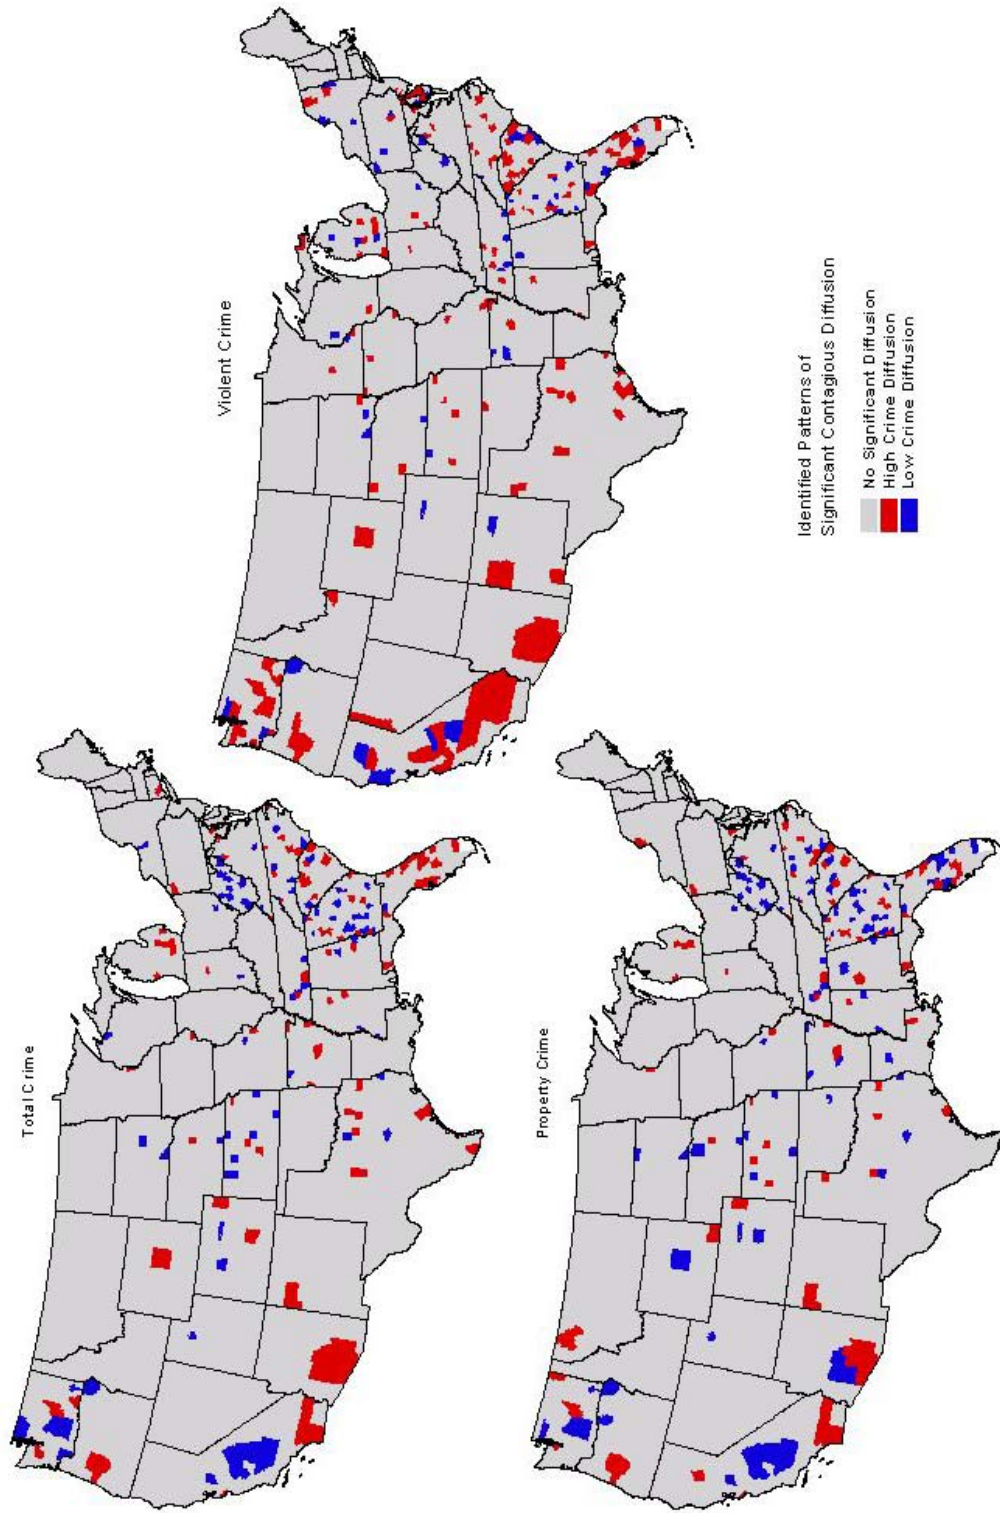 Total Crime
Violent Crime
Property Crime
Identified Patterns of
Significant Contagious Diffusion
No Significant Diffusion
High Crime Diffusion
Low Crime Diffusion